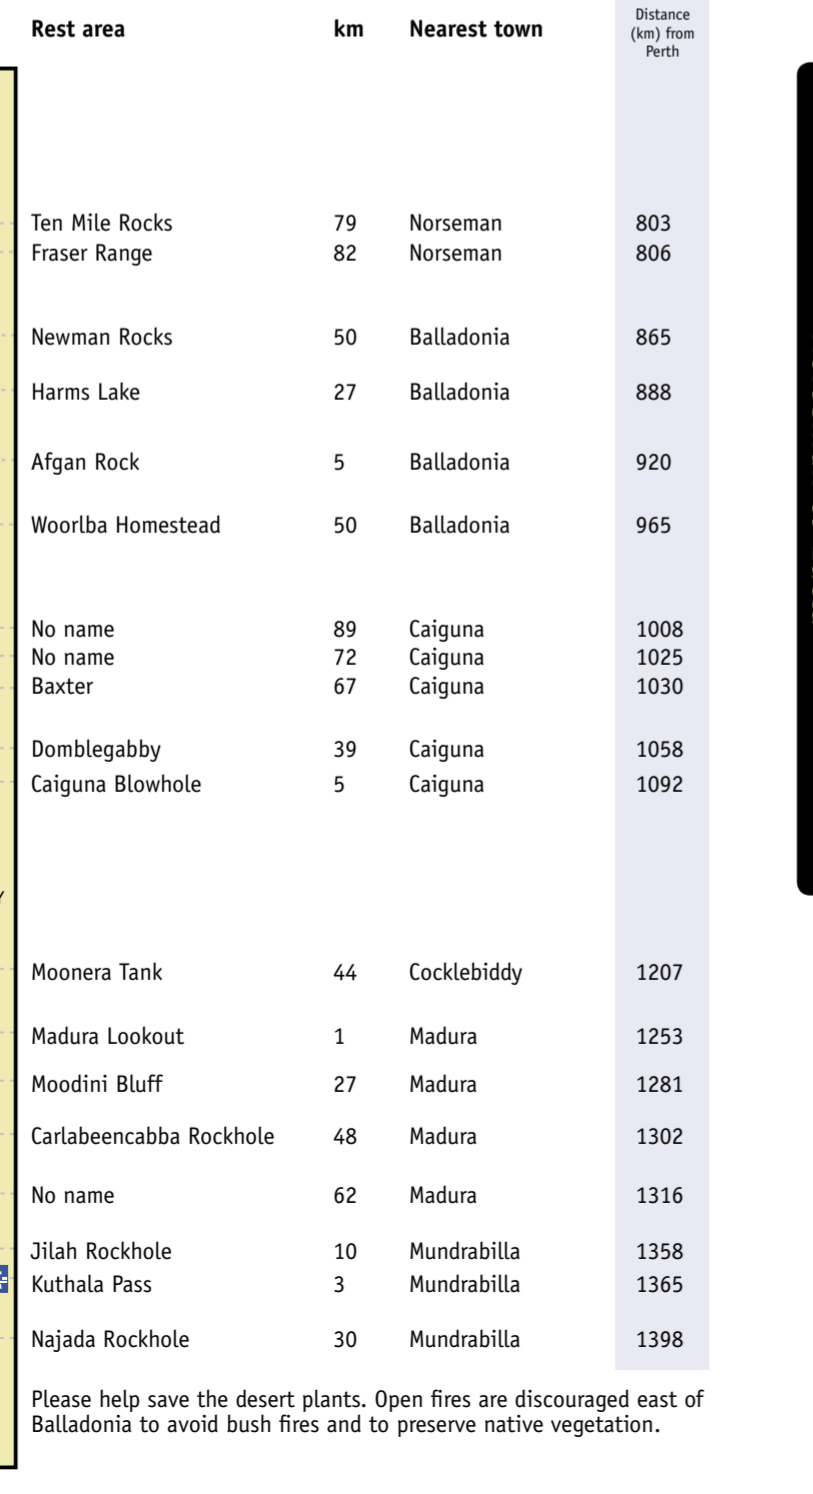 Rest area km Nearest town Distance
(km) from
Perth
Ten Mile Rocks 79 Norseman 803
Fraser Range 82 Norseman 806
Newman Rocks 50 Balladonia 865
Harms Lake 27 Balladonia 888
Afgan Rock 5 Balladonia 920
Woorlba Homestead 50 Balladonia 965
No name 89 Caiguna 1008
No name 72 Caiguna 1025
Baxter 67 Caiguna 1030
Domblegabby 39 Caiguna 1058
Caiguna Blowhole 5 Caiguna 1092
Moonera Tank 44 Cocklebiddy 1207
Madura Lookout 1 Madura 1253
Moodini Bluff 27 Madura 1281
Carlabeencabba Rockhole 48 Madura 1302
No name 62 Madura 1316
Jilah Rockhole 10 Mundrabilla 1358
Kuthala Pass 3 Mundrabilla 1365
Najada Rockhole 30 Mundrabilla 1398
Please help save the desert plants. Open fires are discouraged east of
Balladonia to avoid bush fires and to preserve native vegetation.